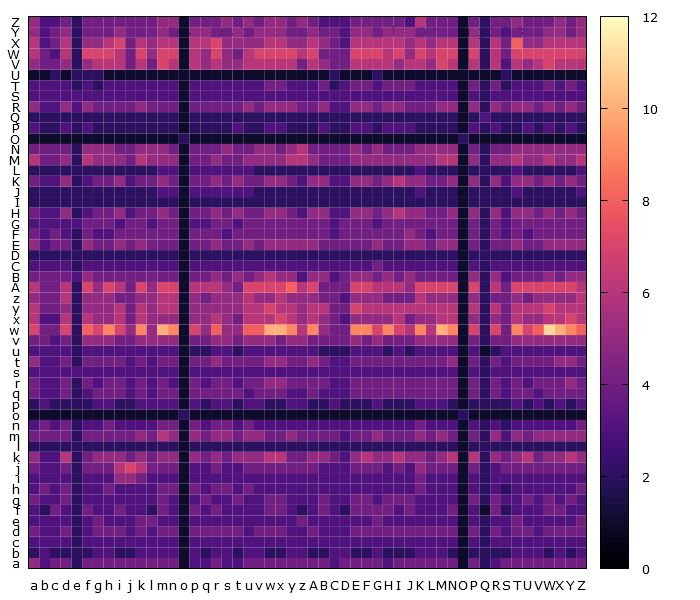 Z
Y
X
W
V
U
T
S
R
Q
P
O
N
M
L
K
J
I
H
G
F
E
D
C
B
A
z
y
x
w
v
u
t
s
r
q
p
o
n
m
l
k
j
i
h
g
f
e
d
c
b
a
a b c d e f g h i j k l m n o p q r s t u v w x y z A B C D E F G H I J K L M N O P Q R S T U V W X Y Z
12
10
8
6
4
2
0